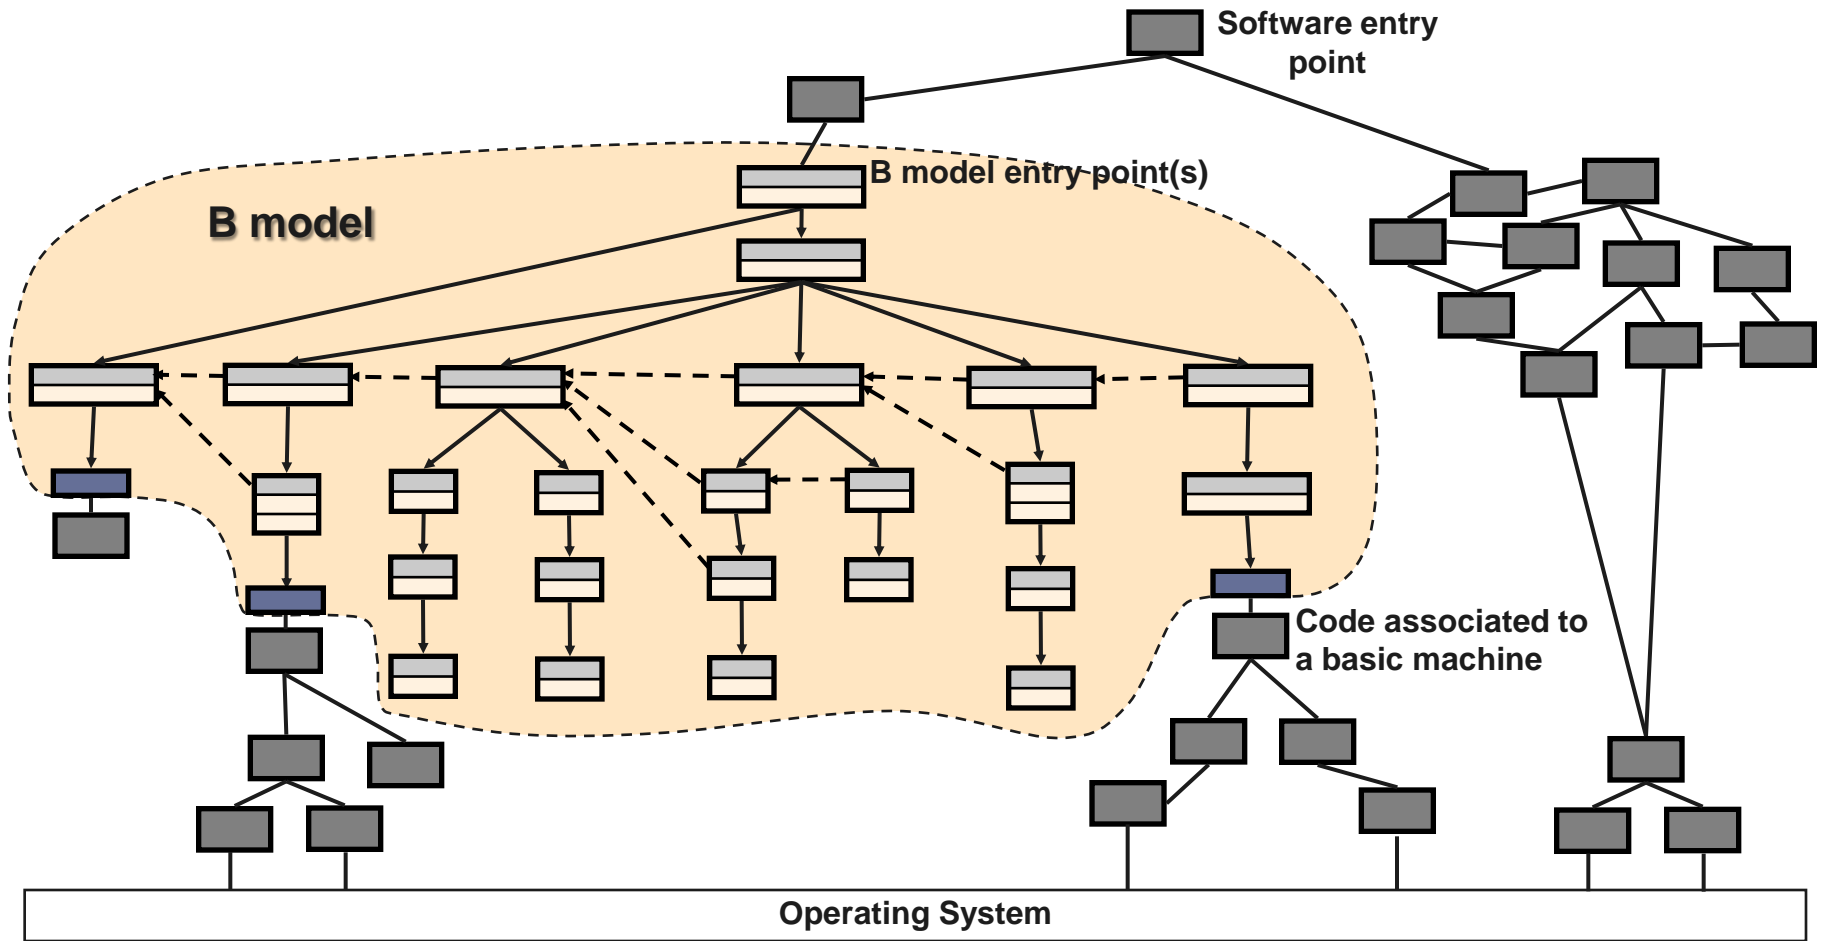 Software entry
point
B model entry point(s)
B model
Code associated to
a basic machine
Operating System